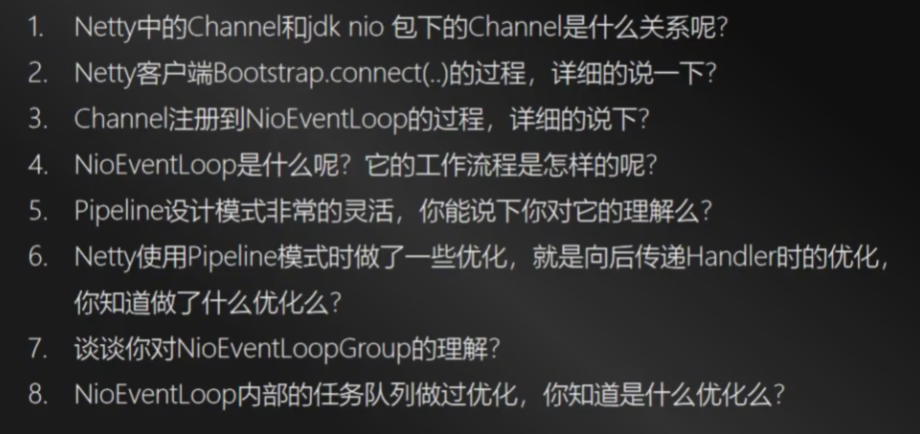 1. Netty中的Channel和jdk nio 包下的Channel是什么关系呢?
2. Netty客户端Bootstrap.connect(..)的过程，详细的说一下?
3. Channel注册到NioEventLoop的过程，详细的说下?
4. NioEventLoop是什么呢? 它的工作流程是怎样的呢?
5. Pipeline设计模式非常的灵活，你能说下你对它的理解么?
6. Netty使用Pipeline模式时做了一些优化，就是向后传递Handler时的优化，
你知道做了什么优化么?
7. 谈谈你对NioEventLoopGroup的理解?
8. NioEventLoop内部的任务队列做过优化，你知道是什么优化么?